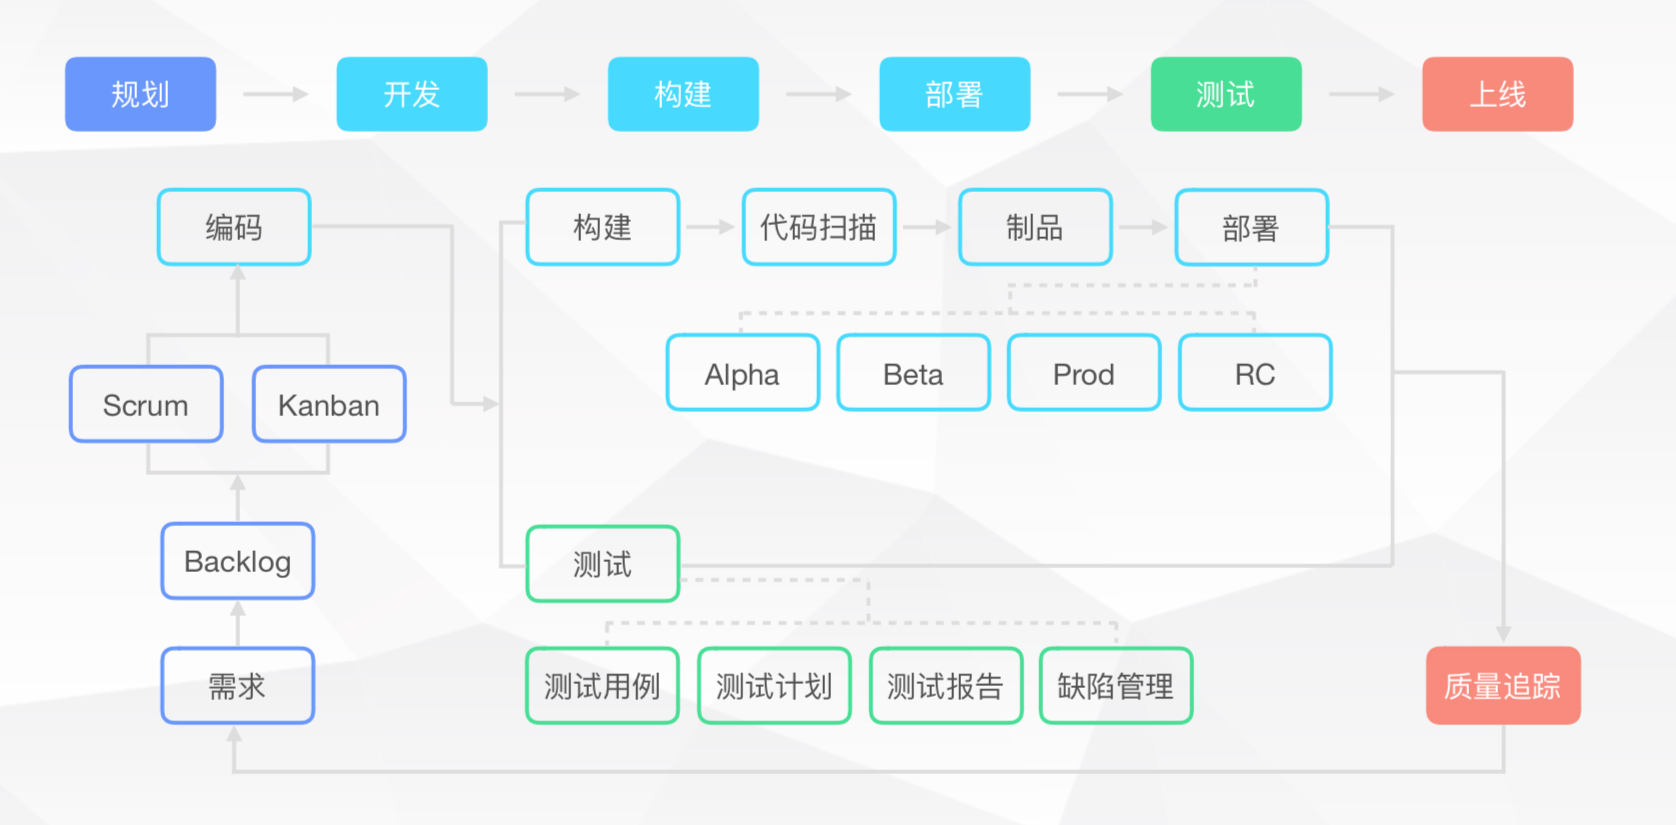 规划
开发
构建
部署
测试
上线
编码
构建
代码扫描
制品
部署
Alpha
Beta
Prod
RC
Scrum
Kanban
Backlog
测试
需求
测试用例
测试计划
测试报告
缺陷管理
质量追踪